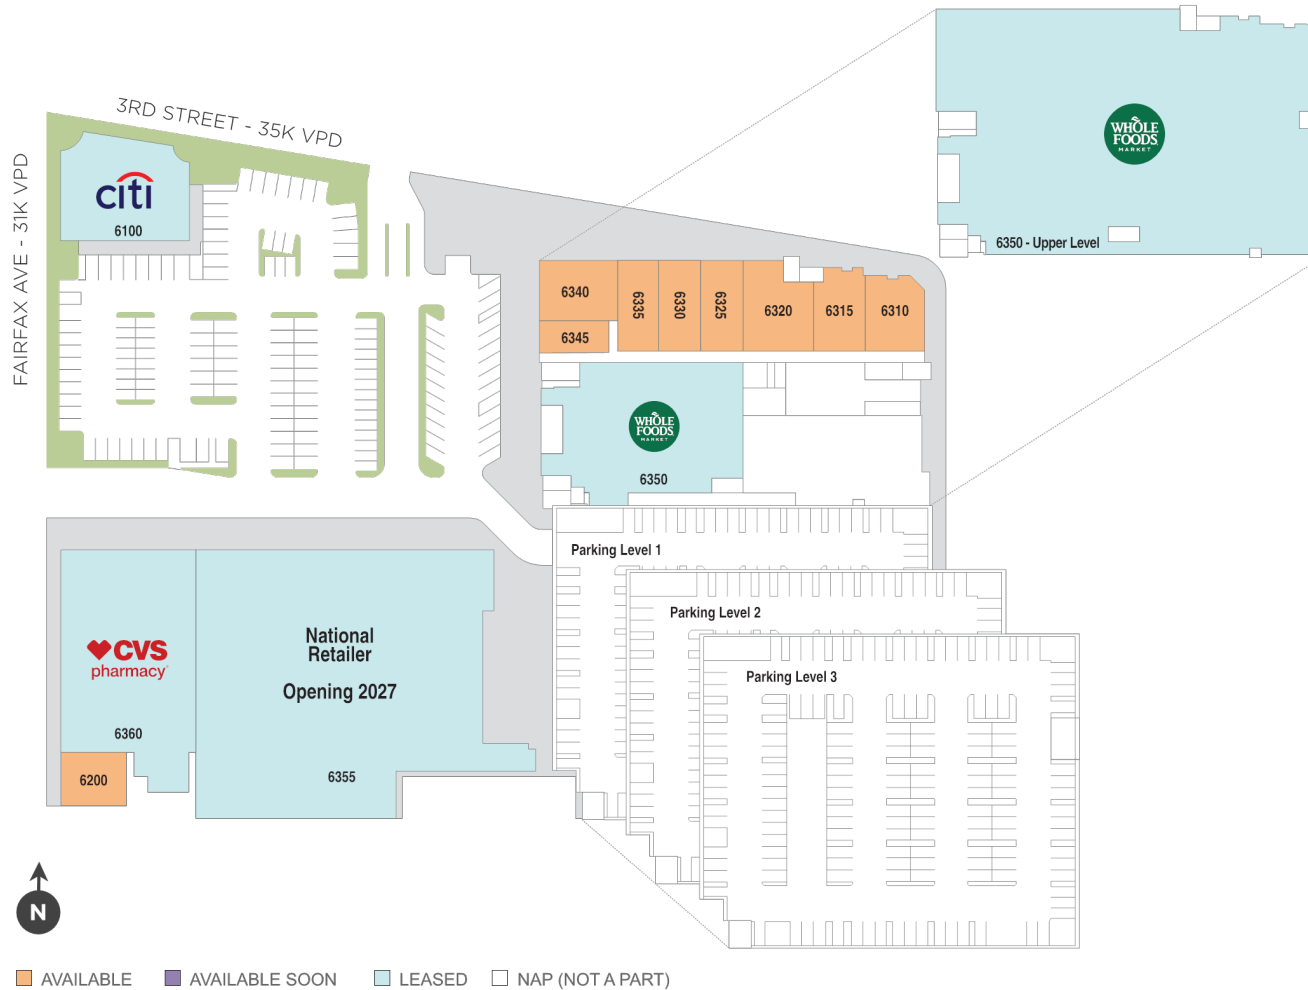 3RD STREET - 35K VPD
FAIRFAX AVE - 31K VPD
citi
6100
WHOLE
FOODS
MARKET
6350 - Upper Level
6340
6345
6335
6330
6325
6320
6315
6310
WHOLE
FOODS
MARKET
6350
Parking Level 1
Parking Level 2
Parking Level 3
CVS
pharmacy
6360
6200
National
Retailer
Opening 2027
6355
N
AVAILABLE
AVAILABLE SOON
LEASED
NAP (NOT A PART)